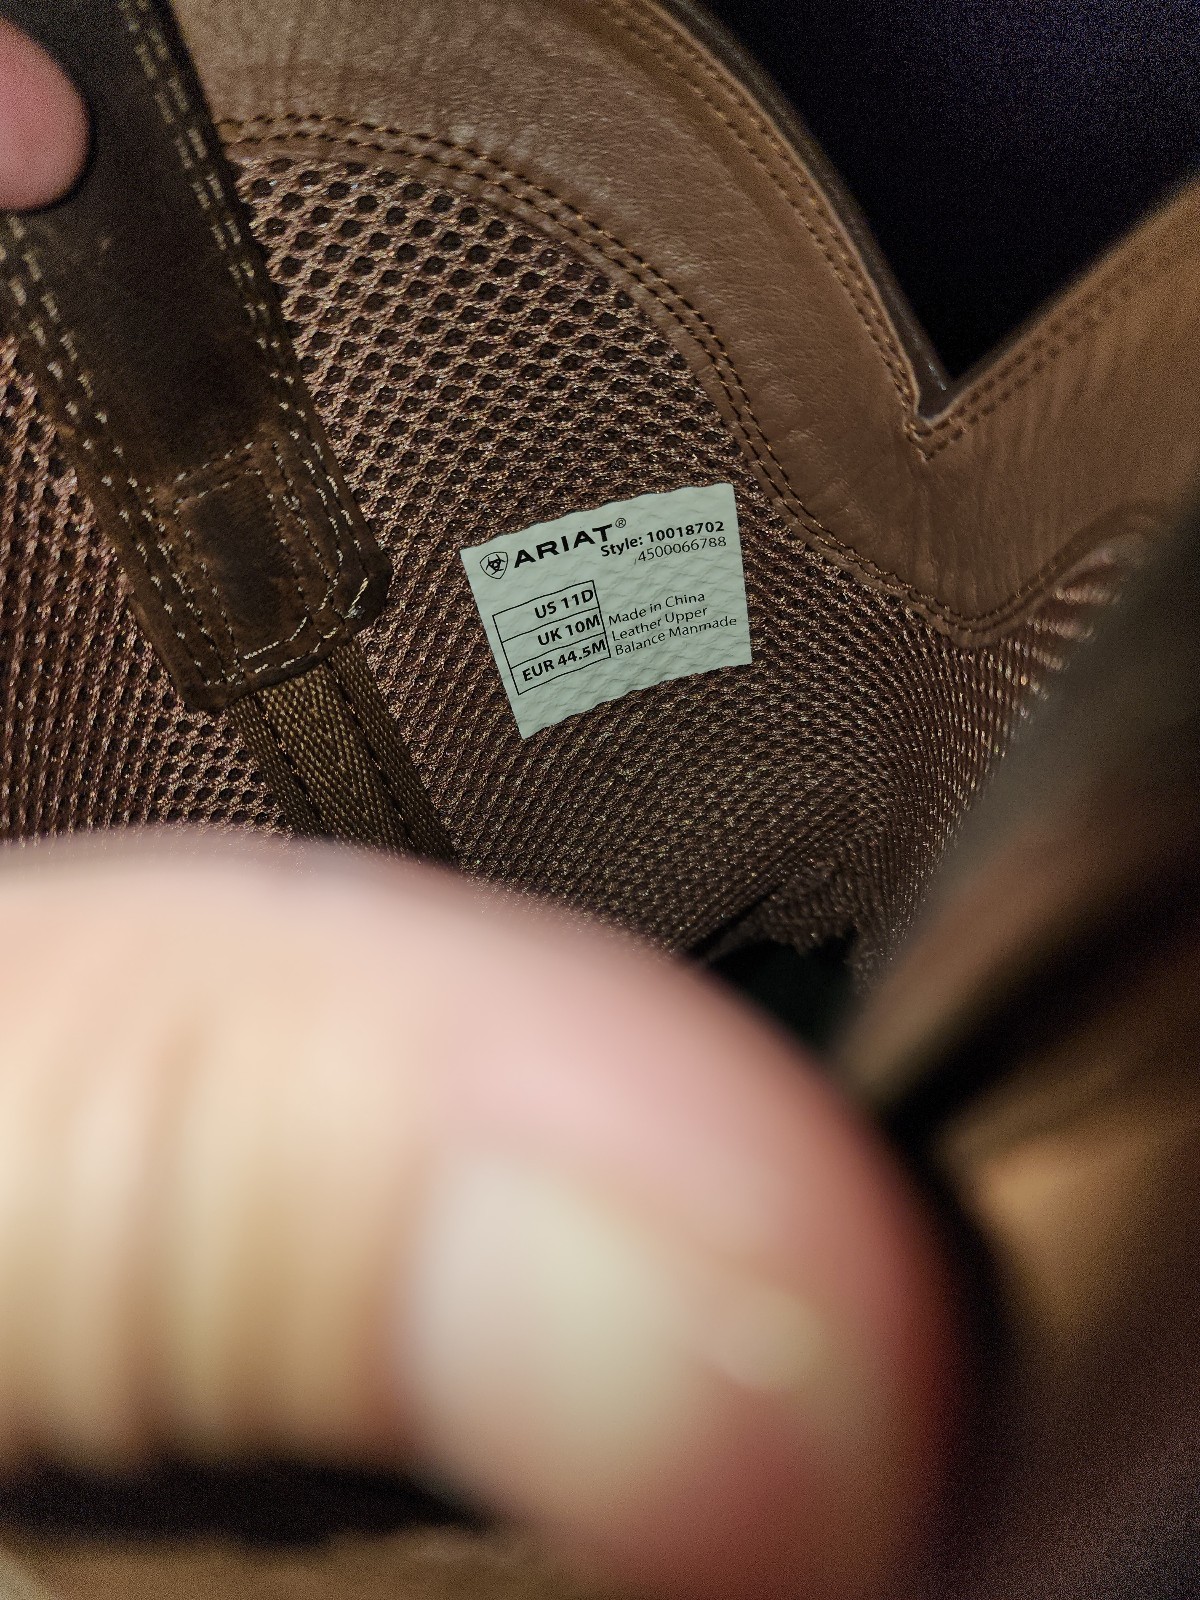 ARIAT®
Style: 10018702
4500066788
US 11D
UK 10M
EUR 44.5M
Made in China
Leather Upper
Balance Manmade